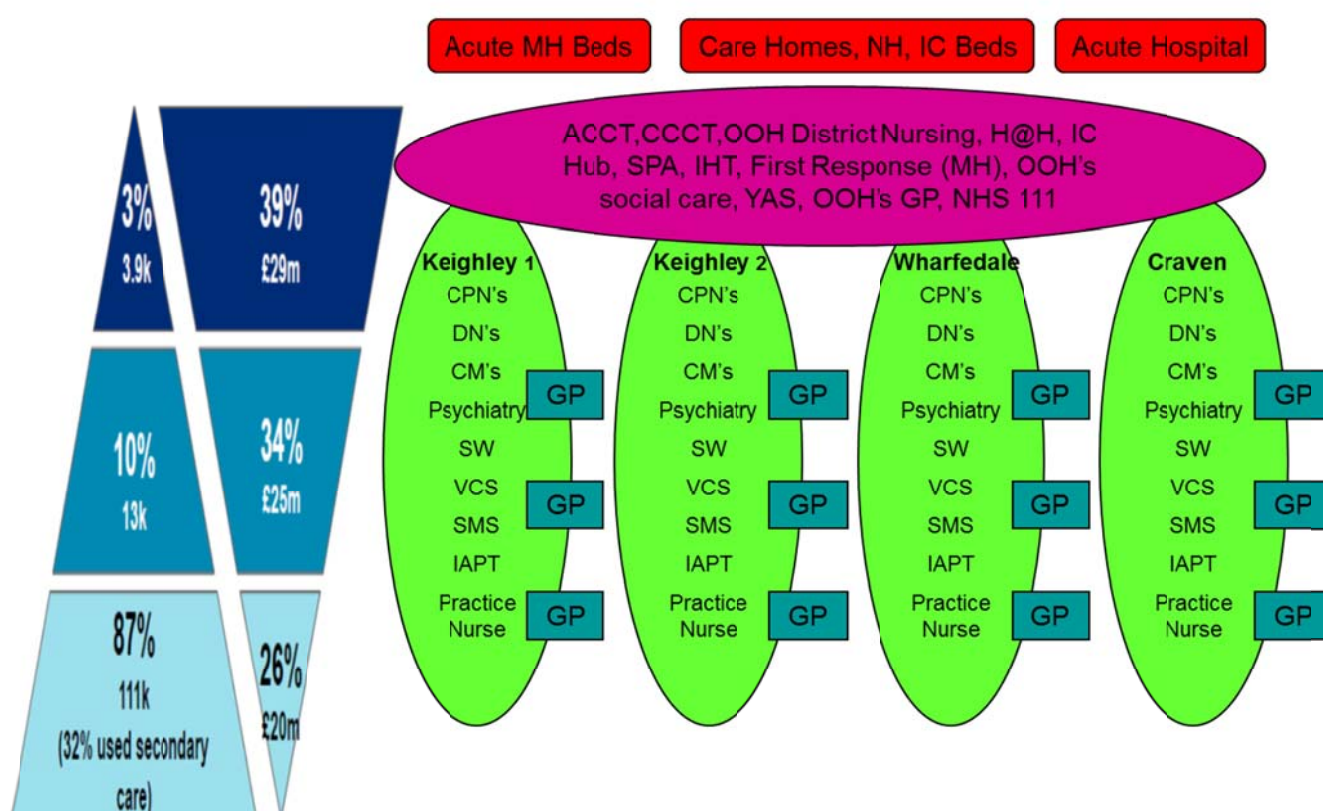 Acute MH Beds
Care Homes, NH, IC Beds
Acute Hospital
ACCT,CCCT,OOH District Nursing, H@H, IC
Hub, SPA, IHT, First Response (MH), OOH's
social care, YAS, OOH's GP, NHS 111
3%
3.9k
39%
£29m
10%
13k
34%
£25m
87%
111k
(32% used secondary
care)
26%
£20m
Keighley 1
CPN's
DN's
CM's
Psychiatry
SW
VCS
SMS
IAPT
Practice
Nurse
GP
GP
GP
Keighley 2
CPN's
DN's
CM's
Psychiatry
SW
VCS
SMS
IAPT
Practice
Nurse
GP
GP
GP
Wharfedale
CPN's
DN's
CM's
Psychiatry
SW
VCS
SMS
IAPT
Practice
Nurse
GP
GP
GP
Craven
CPN's
DN's
CM's
Psychiatry
SW
VCS
SMS
IAPT
Practice
Nurse
GP
GP
GP